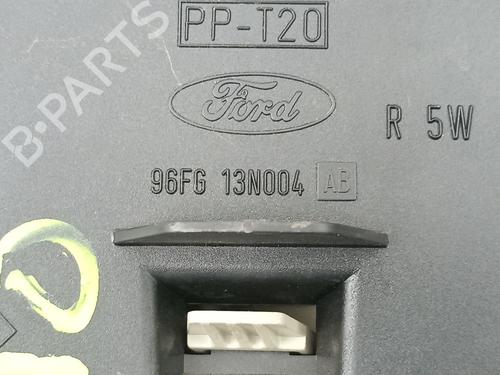 PP-T20
B-PARTS
Ford
R 5W
96FG 13N004 AB